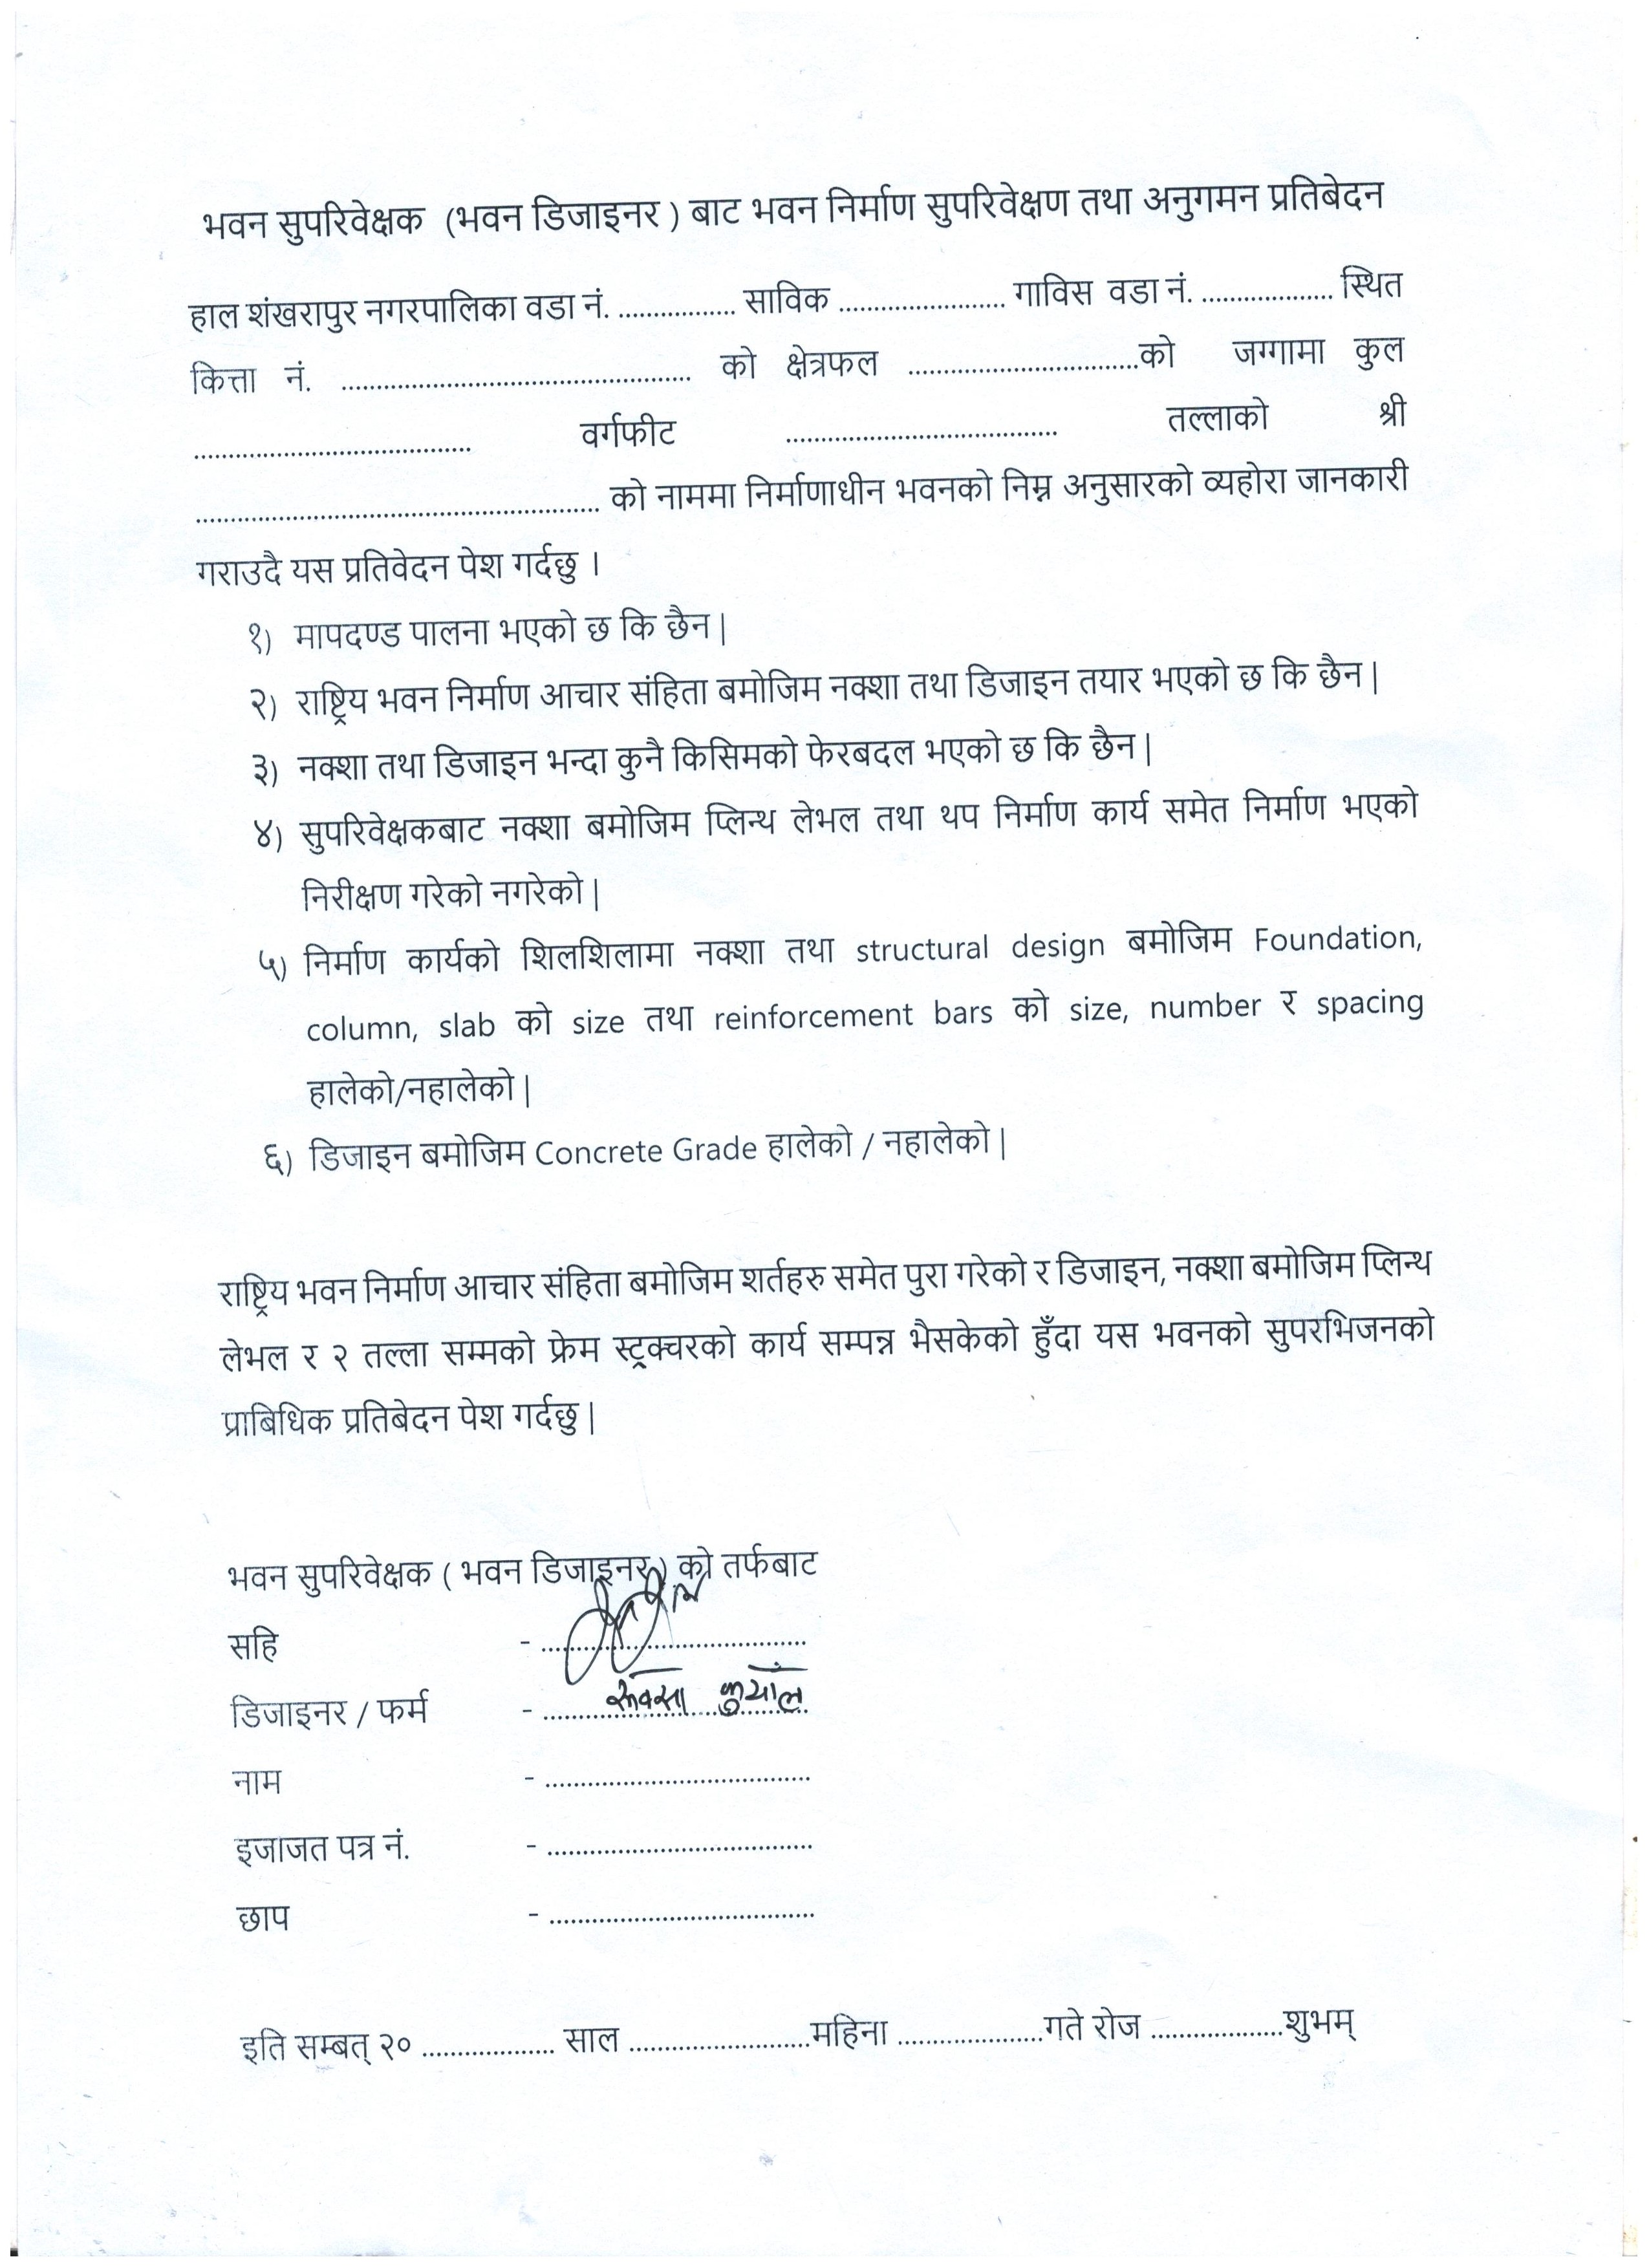 भवन सुपरिवेक्षक (भवन डिजाइनर ) बाट भवन निर्माण सुपरिवेक्षण तथा अनुगमन प्रतिबेदन
हाल शंखरापुर नगरपालिका वडा नं. ................. साविक ........................ गाविस वडा नं. ................... स्थित
कित्ता नं. .................................................. को क्षेत्रफल .................................को जग्गामा कुल
........................................ वर्गफीट ....................................... तल्लाको श्री
.......................................................... को नाममा निर्माणाधीन भवनको निम्न अनुसारको व्यहोरा जानकारी
गराउदै यस प्रतिवेदन पेश गर्दछु ।
१) मापदण्ड पालना भएको छ कि छैन|
२) राष्ट्रिय भवन निर्माण आचार संहिता बमोजिम नक्शा तथा डिजाइन तयार भएको छ कि छैन|
३) नक्शा तथा डिजाइन भन्दा कुनै किसिमको फेरबदल भएको छ कि छैन|
४) सुपरिवेक्षकबाट नक्शा बमोजिम प्लिन्थ लेभल तथा थप निर्माण कार्य समेत निर्माण भएको
निरीक्षण गरेको नगरेको|
५) निर्माण कार्यको शिलशिलामा नक्शा तथा structural design बमोजिम Foundation,
column, slab को size तथा reinforcement bars को size, number र spacing
हालेको/नहालेको|
६) डिजाइन बमोजिम Concrete Grade हालेको / नहालेको|
राष्ट्रिय भवन निर्माण आचार संहिता बमोजिम शर्तहरु समेत पुरा गरेको र डिजाइन, नक्शा बमोजिम प्लिन्थ
लेभल र २ तल्ला सम्मको फ्रेम स्ट्रक्चरको कार्य सम्पन्न भैसकेको हुँदा यस भवनको सुपरभिजनको
प्राबिधिक प्रतिबेदन पेश गर्दछु|
भवन सुपरिवेक्षक ( भवन डिजाइनर ) को तर्फबाट
सहि - ......................................
डिजाइनर / फर्म - ......................................
नाम - ......................................
इजाजत पत्र नं. - ......................................
छाप - ......................................
इति सम्बत् २० ................... साल ..........................महिना .....................गते रोज ...................शुभम्